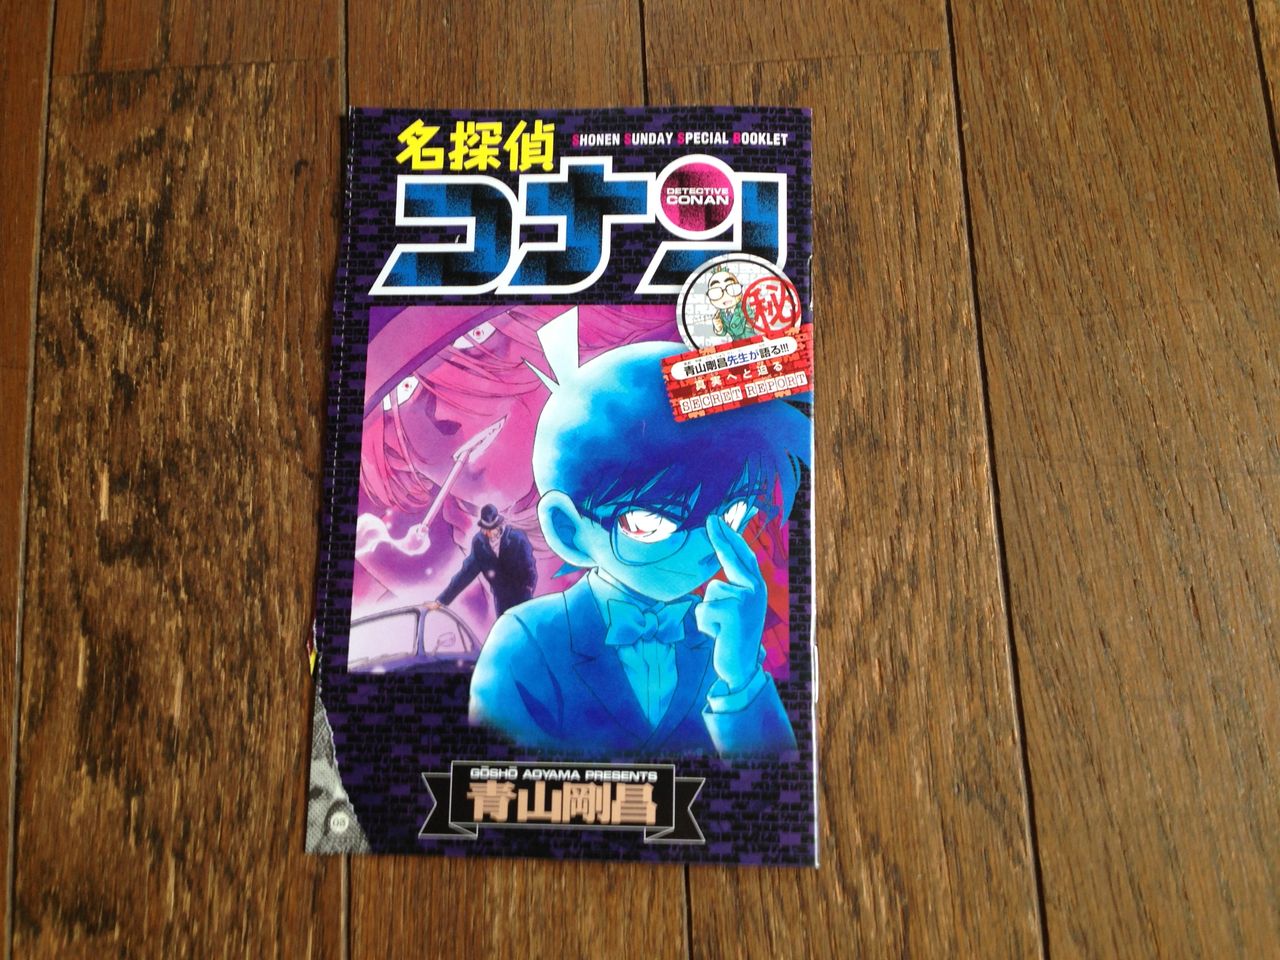 名探偵
SHONEN SUNDAY SPECIAL BOOKLET
コナン
DETECTIVE
CONAN
秘
青山剛昌先生が語る!!!
真実へと迫る
SECRET REPORT
GŌSHŌ AOYAMA PRESENTS
青山剛昌